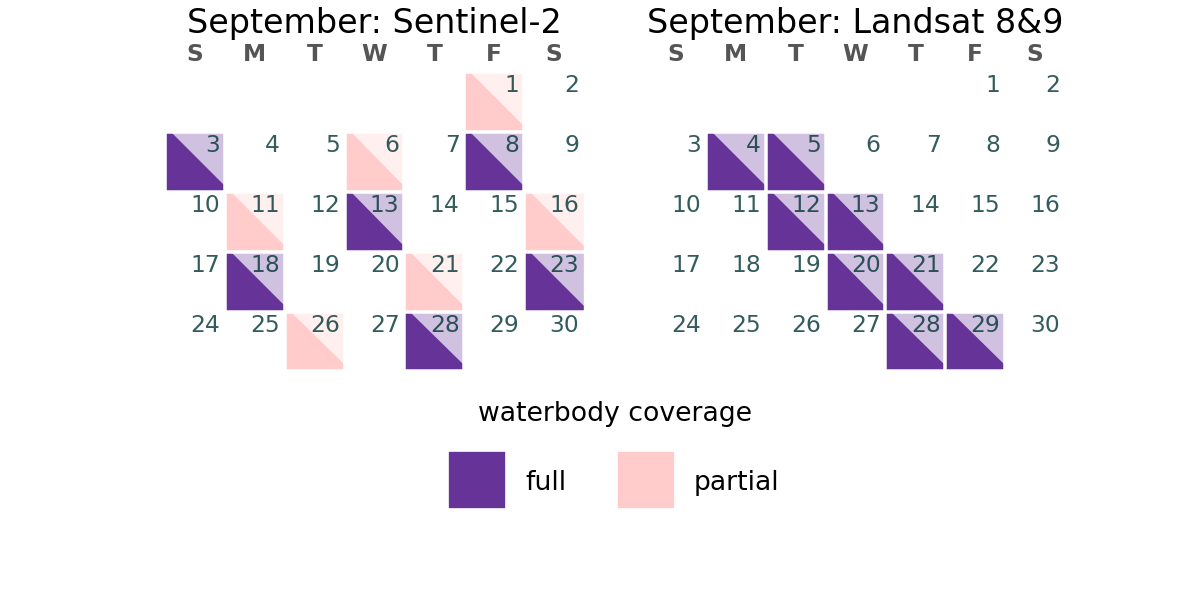 September: Sentinel-2
S M T W T F S
1 2
3 4 5 6 7 8 9
10 11 12 13 14 15 16
17 18 19 20 21 22 23
24 25 26 27 28 29 30
September: Landsat 8&9
S M T W T F S
1 2
3 4 5 6 7 8 9
10 11 12 13 14 15 16
17 18 19 20 21 22 23
24 25 26 27 28 29 30
waterbody coverage
full partial